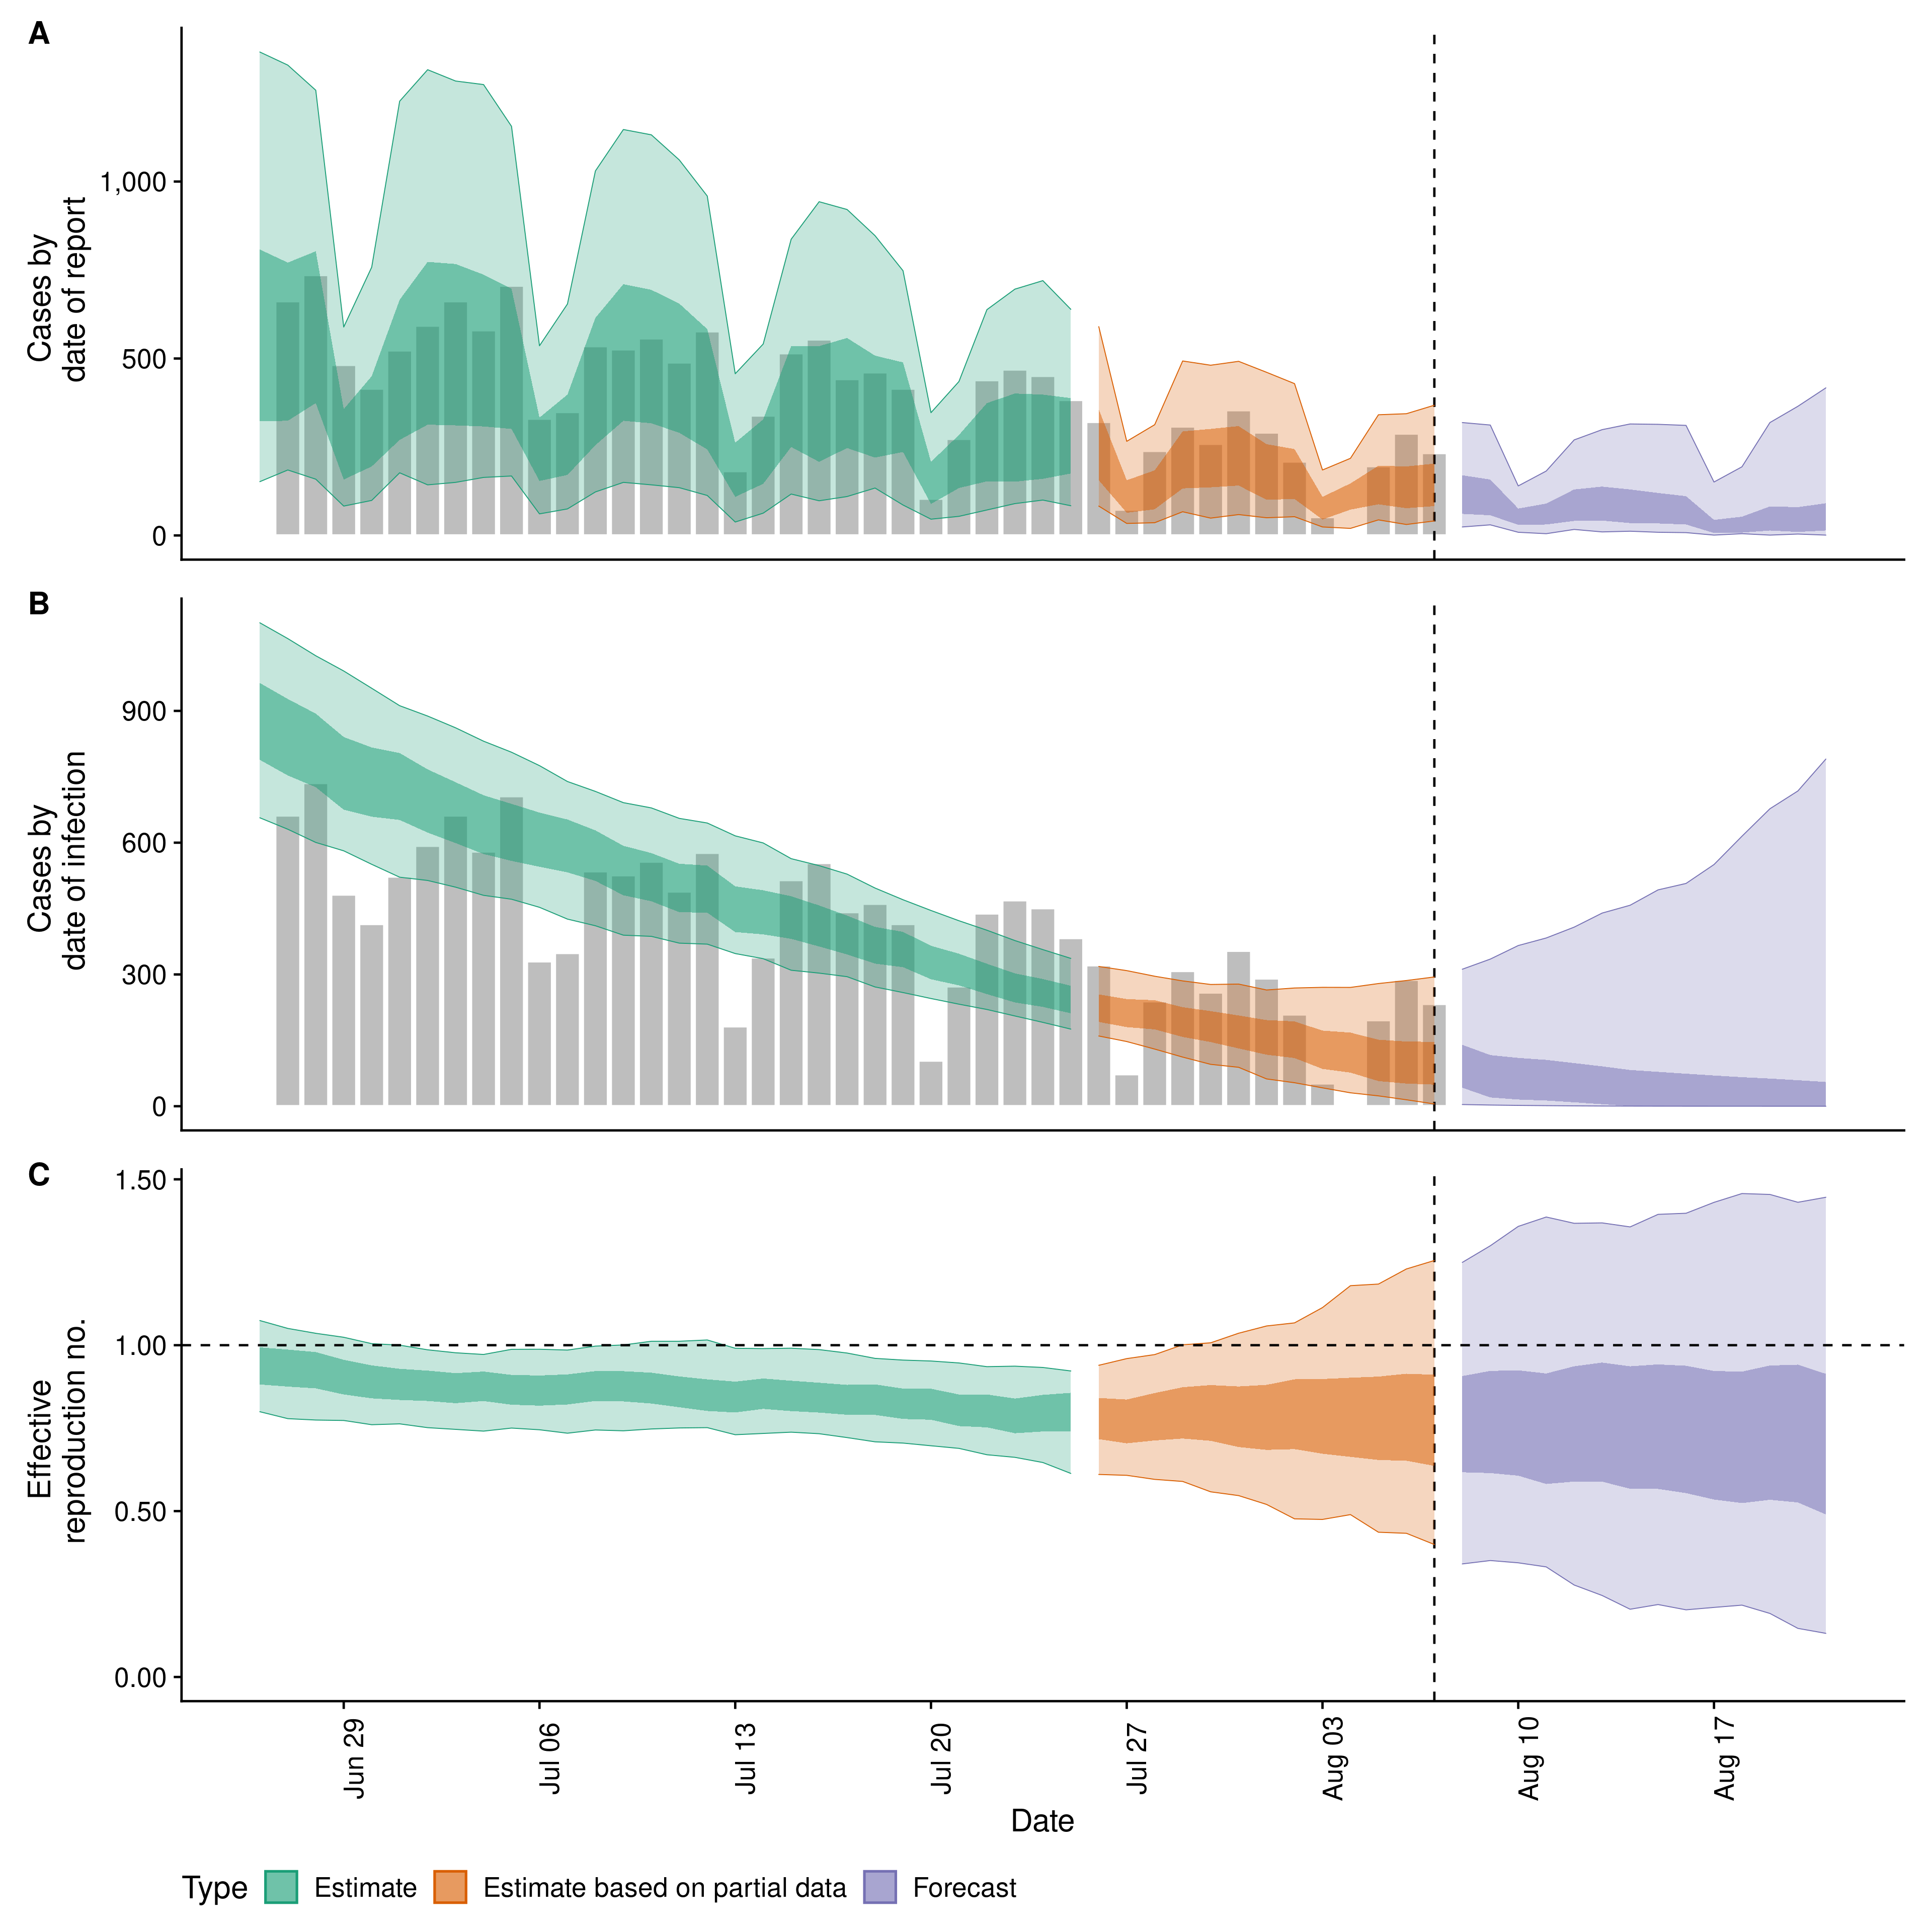 A
Cases by
date of report
1,000
500
0
B
Cases by
date of infection
900
600
300
0
C
Effective
reproduction no.
1.50
1.00
0.50
0.00
Jun 29
Jul 06
Jul 13
Jul 20
Jul 27
Aug 03
Aug 10
Aug 17
Date
Type Estimate Estimate based on partial data Forecast